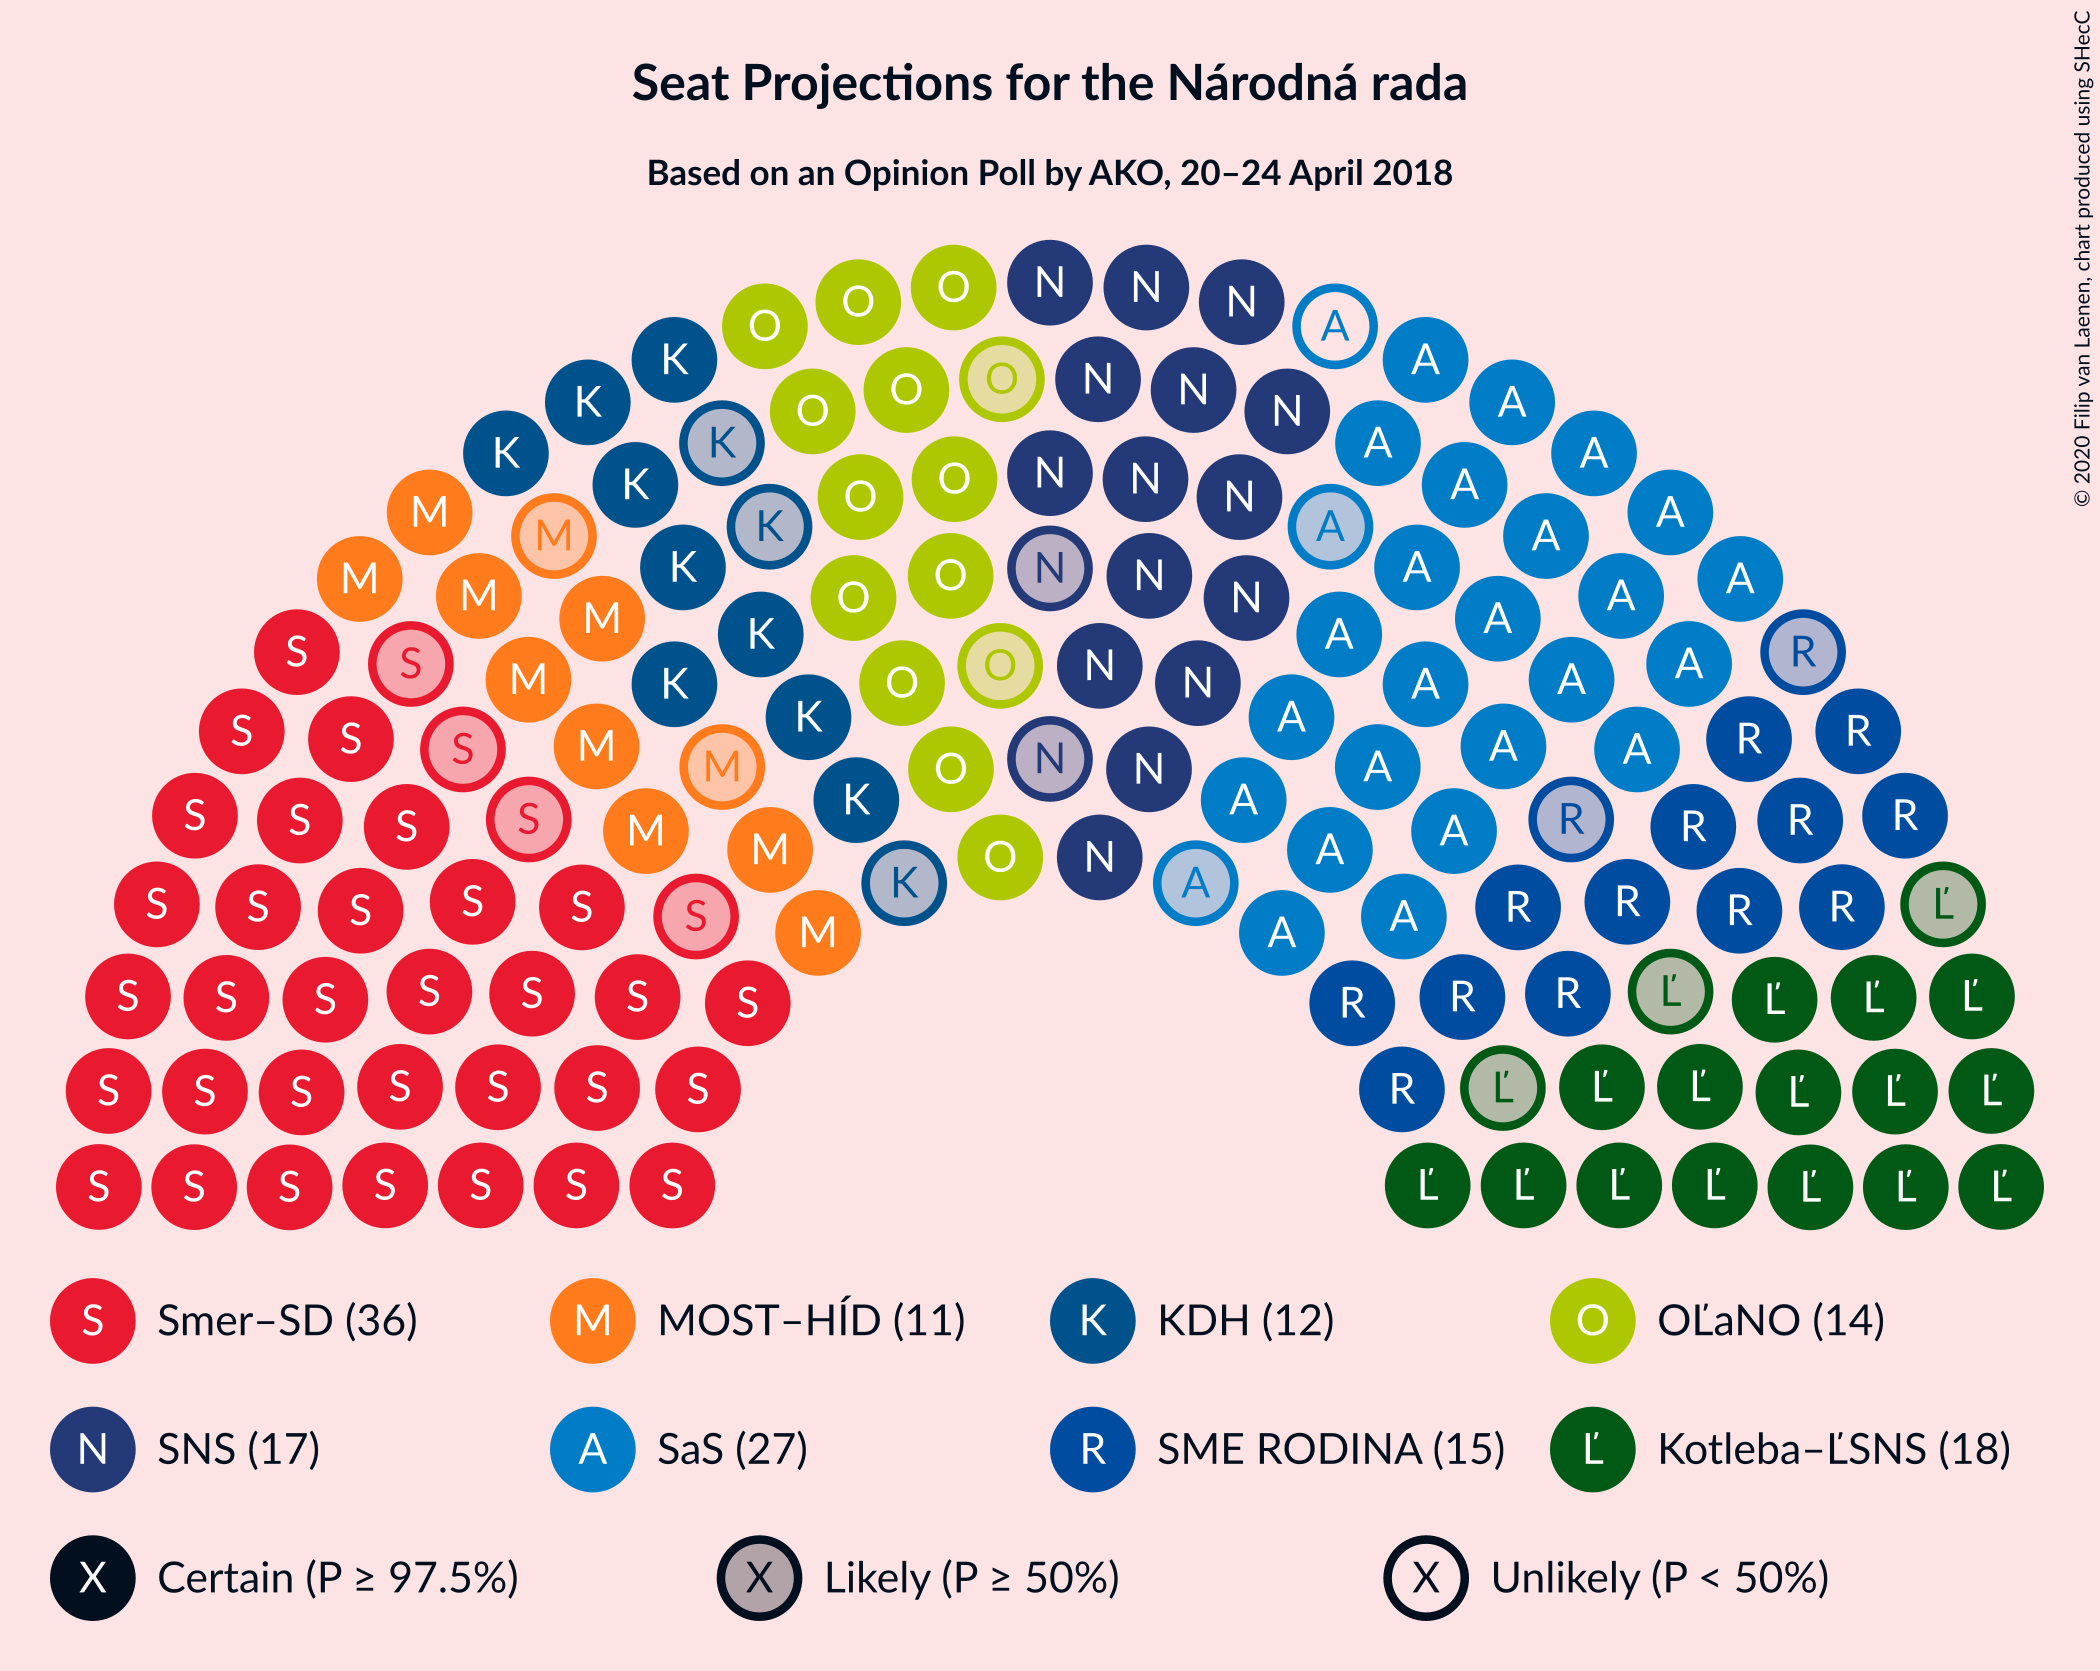 Seat Projections for the Národná rada
Based on an Opinion Poll by AKO, 20–24 April 2018
© 2020 Filip van Laenen, chart produced using SHecC
O O O N N N A
K K K O O O N N N A A A A
M M K K K O O N N N A A A A A
M M K K O O N N N A A A A A
S S M M K K O O N N A A A A A R
S S S M M K O N N A A A A A R R
S S S S M M K O N A A A R R R R
S S S S S S M K O N A A A R R R R Ľ
S S S S S S S R R R Ľ Ľ Ľ Ľ
S S S S S S S R Ľ Ľ Ľ Ľ Ľ Ľ
S S S S S S S Ľ Ľ Ľ Ľ Ľ Ľ Ľ
S Smer–SD (36) M MOST–HÍD (11) K KDH (12) O OĽaNO (14)
N SNS (17) A SaS (27) R SME RODINA (15) Ľ Kotleba–ĽSNS (18)
X Certain (P ≥ 97.5%) X Likely (P ≥ 50%) X Unlikely (P < 50%)